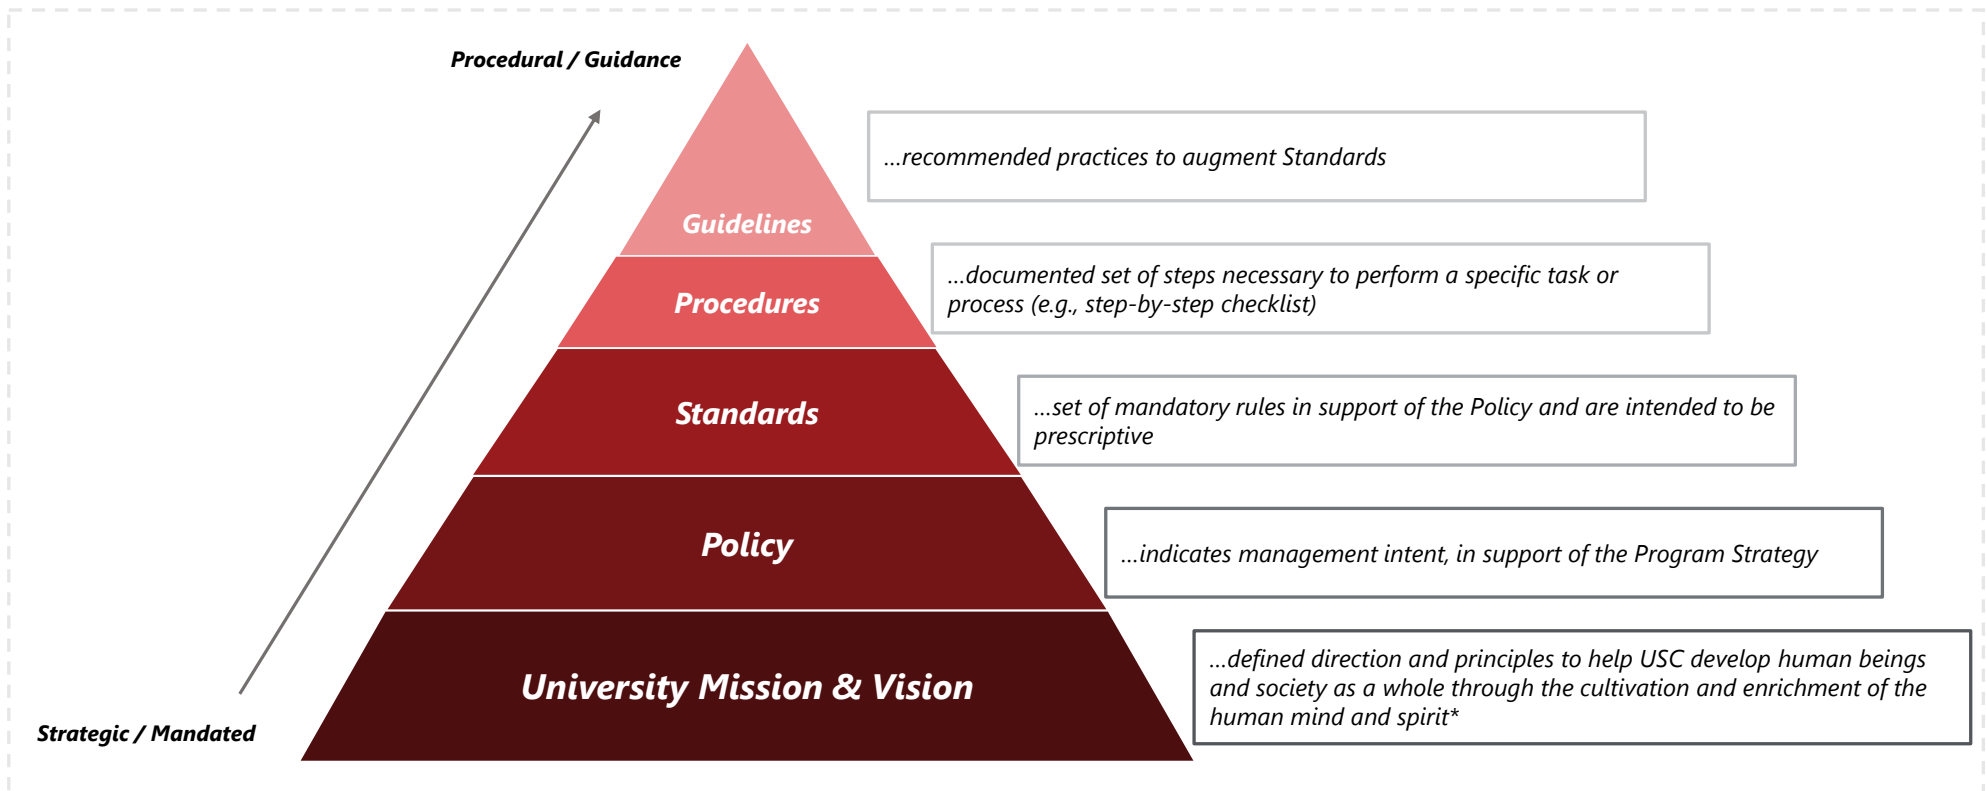 Procedural / Guidance
...recommended practices to augment Standards
Guidelines
...documented set of steps necessary to perform a specific task or
process (e.g., step-by-step checklist)
Procedures
...set of mandatory rules in support of the Policy and are intended to be
prescriptive
Standards
...indicates management intent, in support of the Program Strategy
Policy
...defined direction and principles to help USC develop human beings
and society as a whole through the cultivation and enrichment of the
human mind and spirit*
University Mission & Vision
Strategic / Mandated